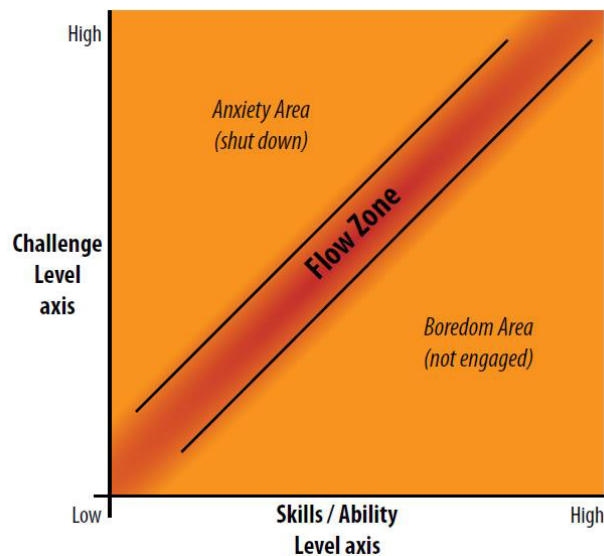 High
Anxiety Area
(shut down)
Flow Zone
Challenge
Level
axis
Boredom Area
(not engaged)
Low
Skills / Ability
Level axis
High